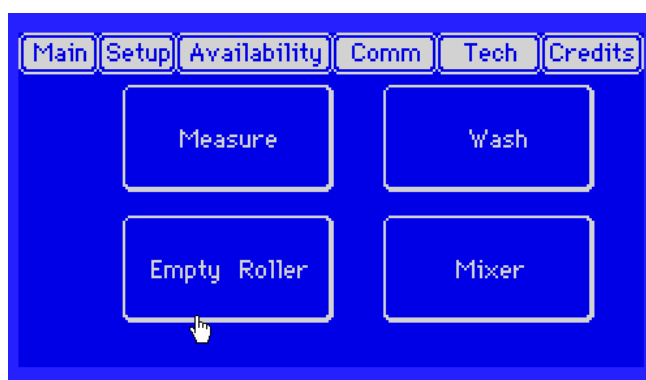 Main Setup Availability Comm Tech Credits
Measure Wash
Empty Roller Mixer